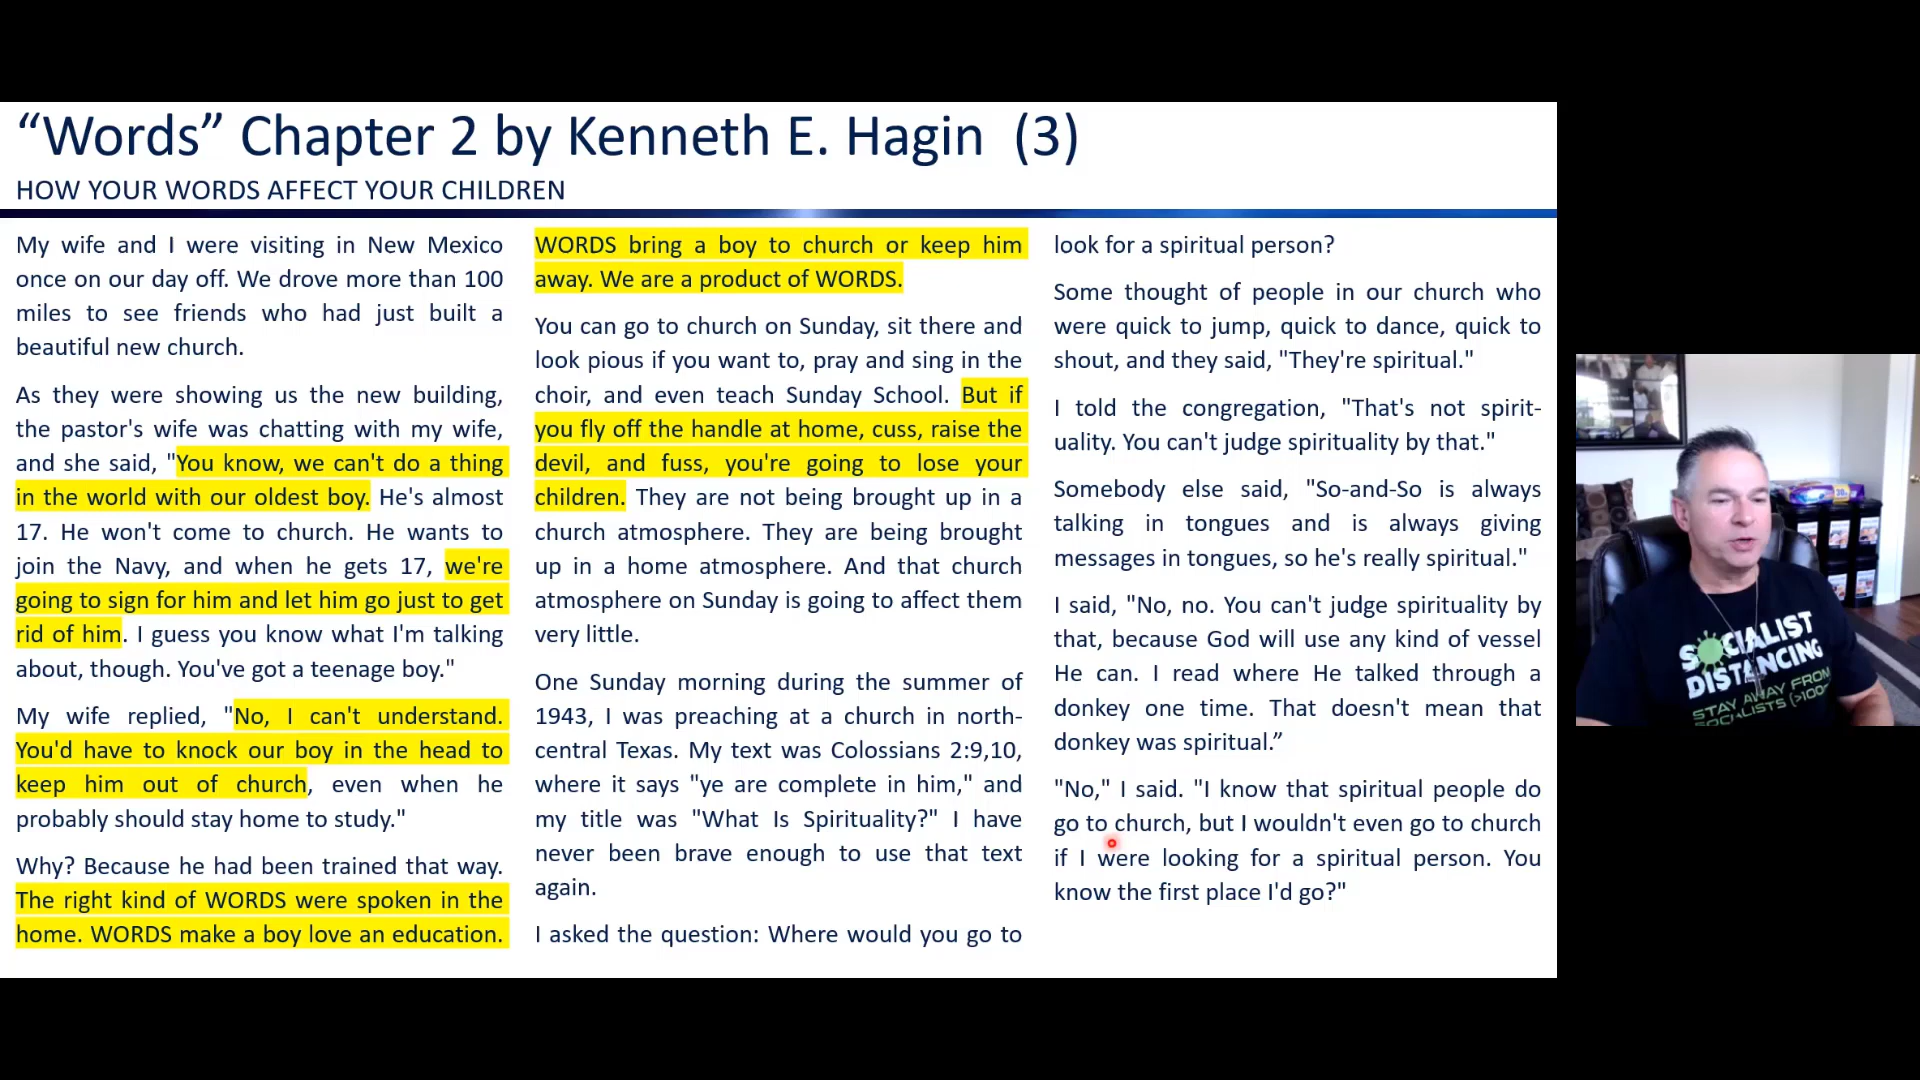 “Words” Chapter 2 by Kenneth E. Hagin (3)
HOW YOUR WORDS AFFECT YOUR CHILDREN
My wife and I were visiting in New Mexico
once on our day off. We drove more than 100
miles to see friends who had just built a
beautiful new church.
As they were showing us the new building,
the pastor's wife was chatting with my wife,
and she said, "You know, we can't do a thing
in the world with our oldest boy. He's almost
17. He won't come to church. He wants to
join the Navy, and when he gets 17, we're
going to sign for him and let him go just to get
rid of him. I guess you know what I'm talking
about, though. You've got a teenage boy."
My wife replied, "No, I can't understand.
You'd have to knock our boy in the head to
keep him out of church, even when he
probably should stay home to study."
Why? Because he had been trained that way.
The right kind of WORDS were spoken in the
home. WORDS make a boy love an education.
WORDS bring a boy to church or keep him
away. We are a product of WORDS.
You can go to church on Sunday, sit there and
look pious if you want to, pray and sing in the
choir, and even teach Sunday School. But if
you fly off the handle at home, cuss, raise the
devil, and fuss, you're going to lose your
children. They are not being brought up in a
church atmosphere. They are being brought
up in a home atmosphere. And that church
atmosphere on Sunday is going to affect them
very little.
One Sunday morning during the summer of
1943, I was preaching at a church in north-
central Texas. My text was Colossians 2:9,10,
where it says "ye are complete in him," and
my title was "What Is Spirituality?" I have
never been brave enough to use that text
again.
I asked the question: Where would you go to
look for a spiritual person?
Some thought of people in our church who
were quick to jump, quick to dance, quick to
shout, and they said, "They're spiritual."
I told the congregation, "That's not spirit-
uality. You can't judge spirituality by that."
Somebody else said, "So-and-So is always
talking in tongues and is always giving
messages in tongues, so he's really spiritual."
I said, "No, no. You can't judge spirituality by
that, because God will use any kind of vessel
He can. I read where He talked through a
donkey one time. That doesn't mean that
donkey was spiritual.”
"No," I said. "I know that spiritual people do
go to church, but I wouldn't even go to church
if I were looking for a spiritual person. You
know the first place I'd go?"
SOCIALIST
DISTANCING
STAY AWAY FROM
SOCIALISTS (>100